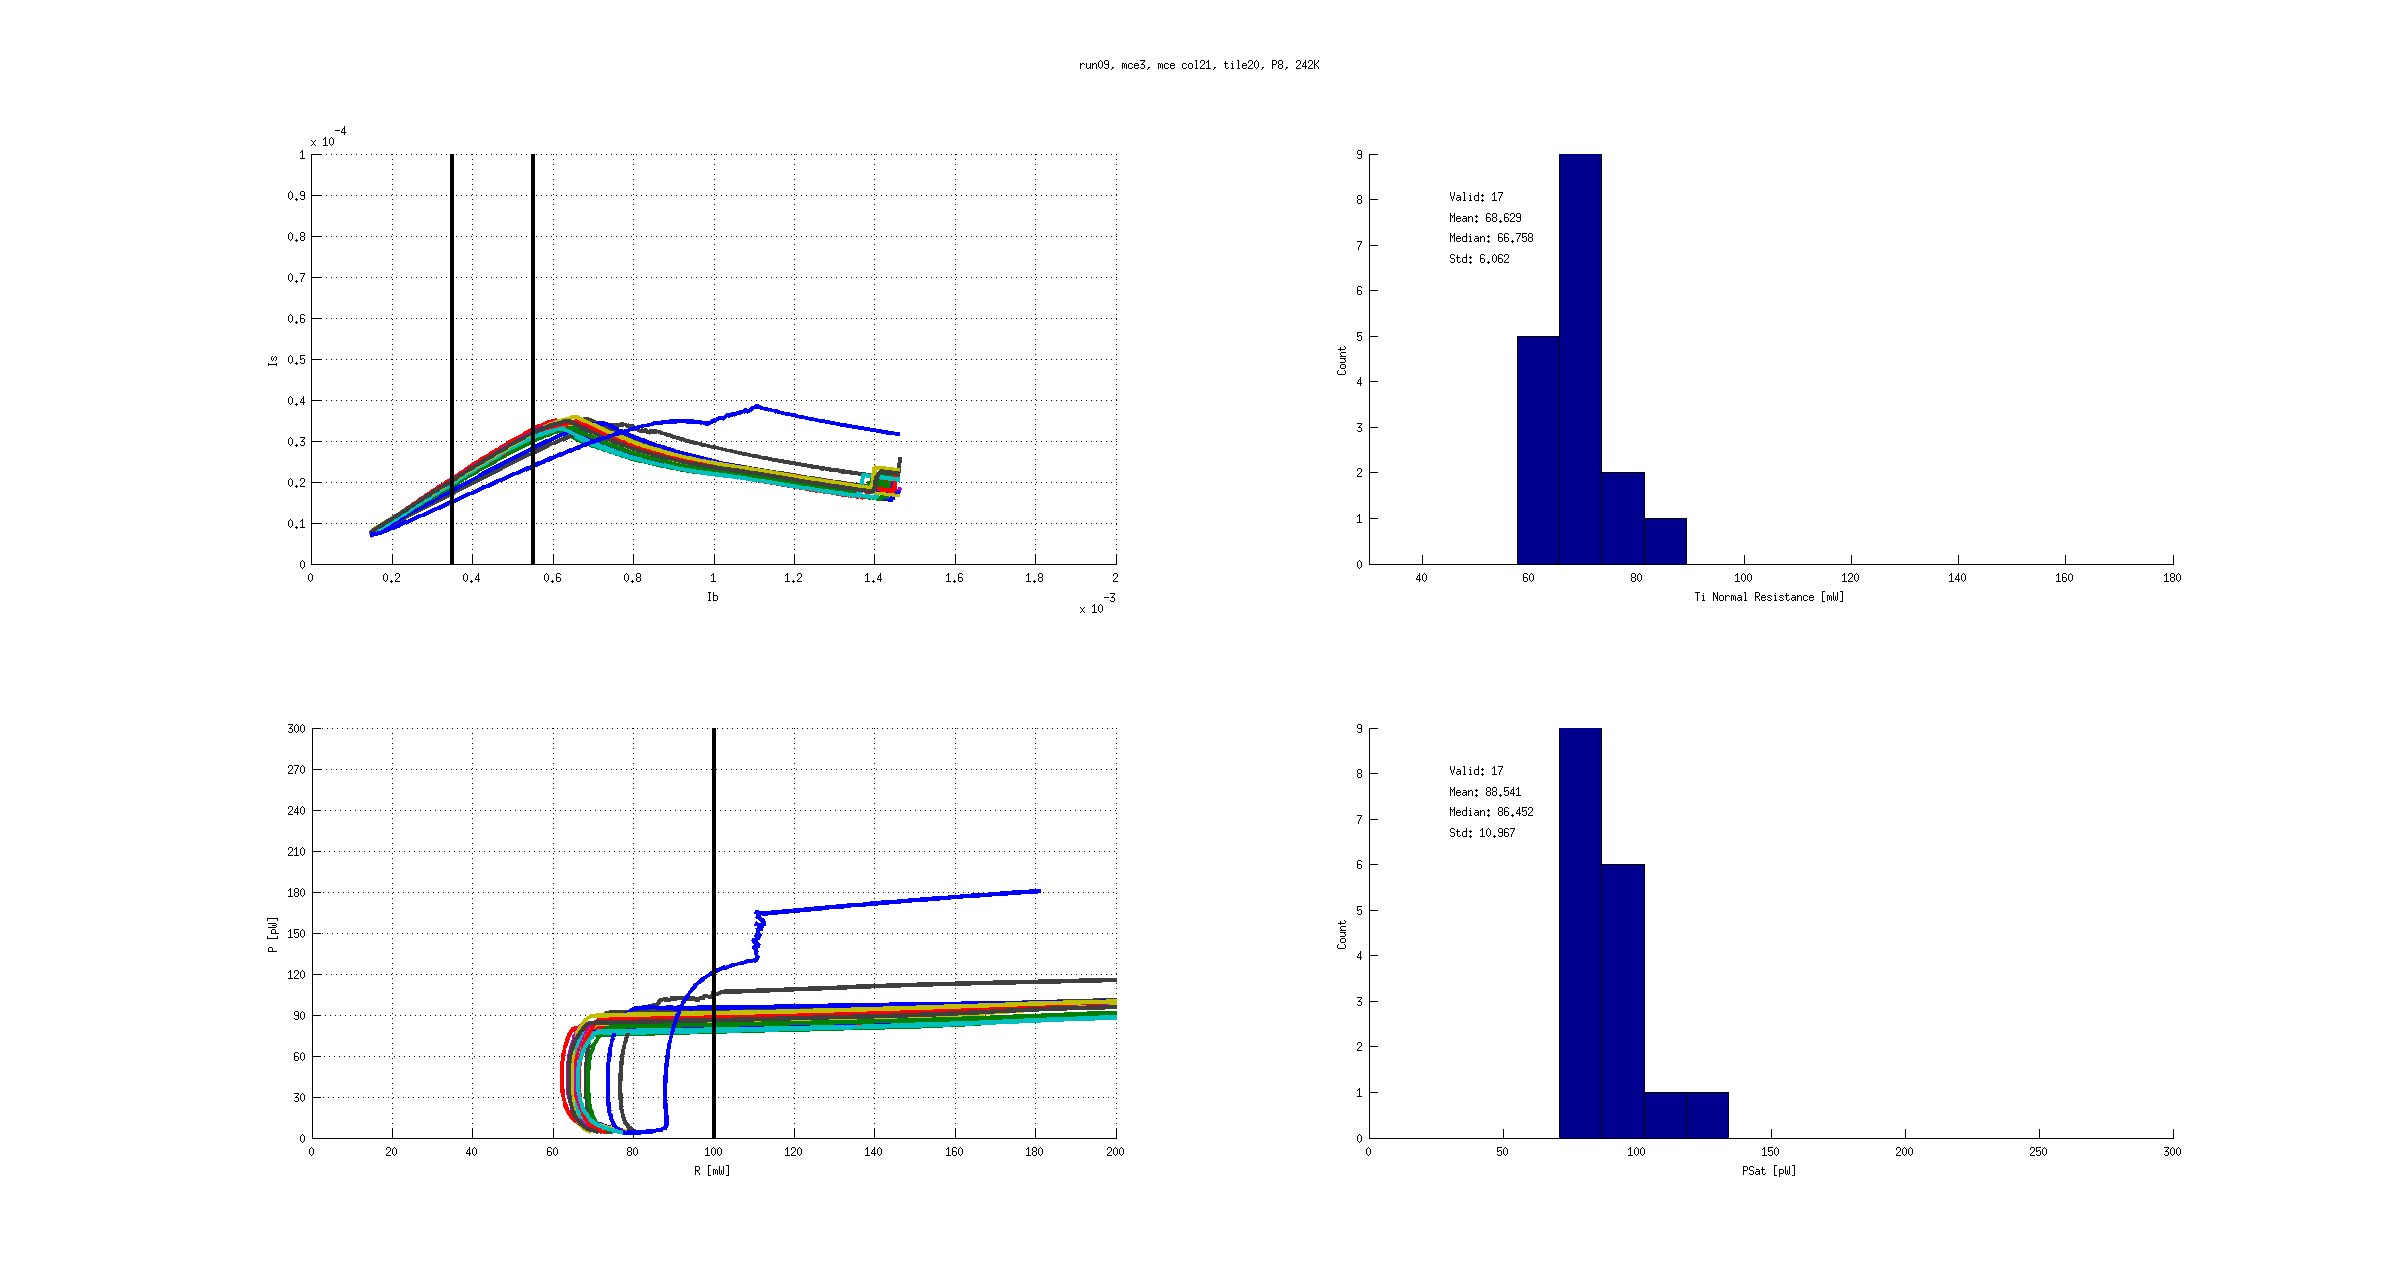 run09, mce3, mce col21, tile20, P8, 242K
x 10^-4
1
0.9
0.8
0.7
0.6
0.5
0.4
0.3
0.2
0.1
0
Is
0 0.2 0.4 0.6 0.8 1 1.2 1.4 1.6 1.8 2
Ib
x 10^-3
9
8
7
6
5
4
3
2
1
0
Count
Valid: 17
Mean: 68.629
Median: 66.758
Std: 6.062
40 60 80 100 120 140 160 180
Ti Normal Resistance [mW]
300
270
240
210
180
150
120
90
60
30
0
P [pW]
0 20 40 60 80 100 120 140 160 180 200
R [mW]
9
8
7
6
5
4
3
2
1
0
Count
Valid: 17
Mean: 88.541
Median: 86.452
Std: 10.967
0 50 100 150 200 250 300
PSat [pW]